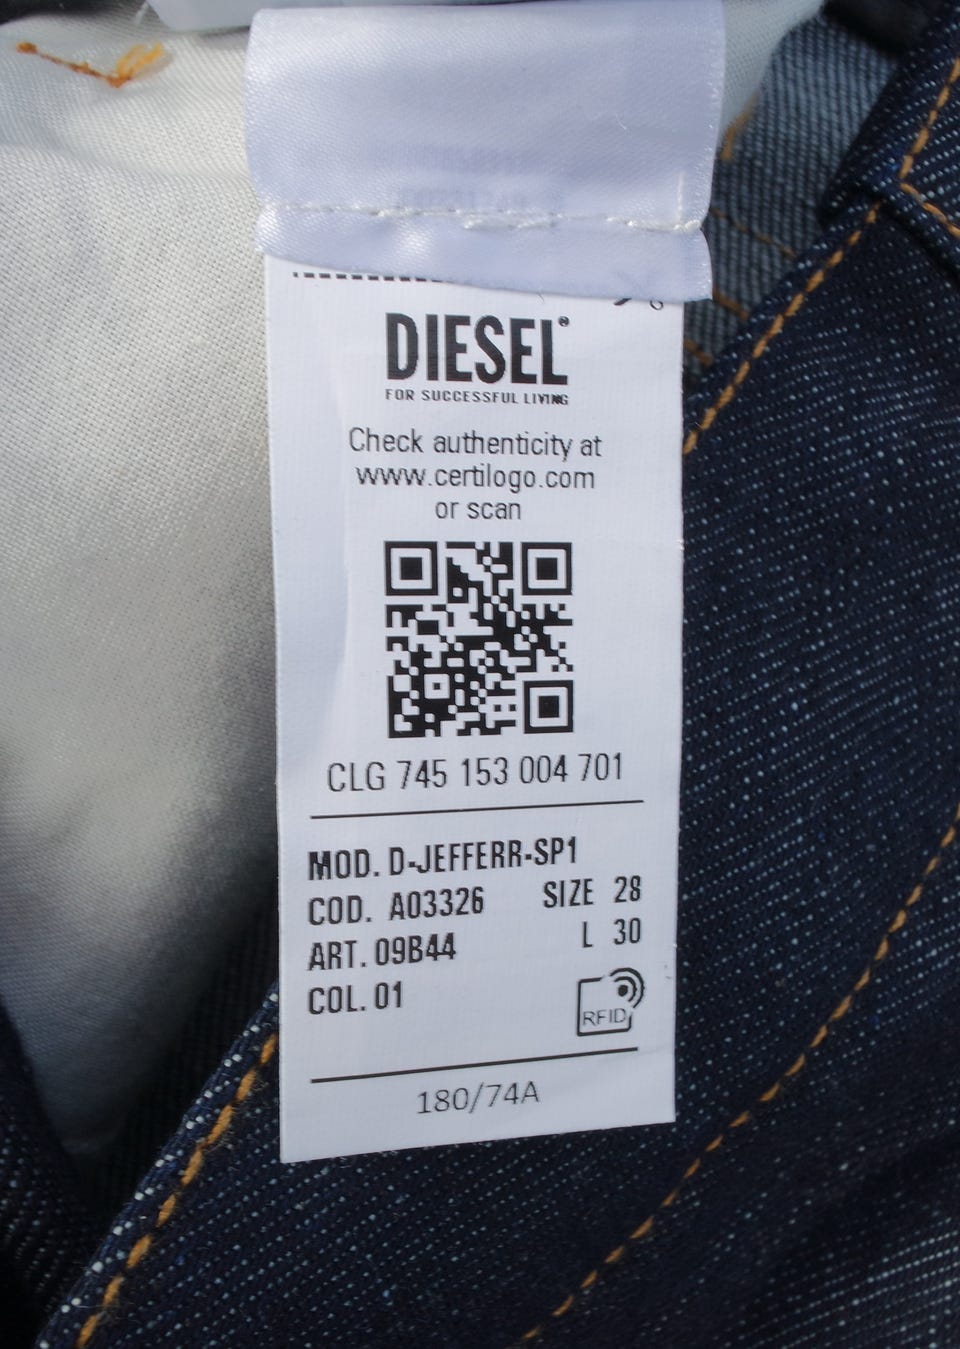 DIESEL®
FOR SUCCESSFUL LIVING
Check authenticity at
www.certilogo.com
or scan
CLG 745 153 004 701
MOD. D-JEFFERR-SP1
COD. A03326 SIZE 28
ART. 09B44 L 30
COL. 01
RFID
180/74A